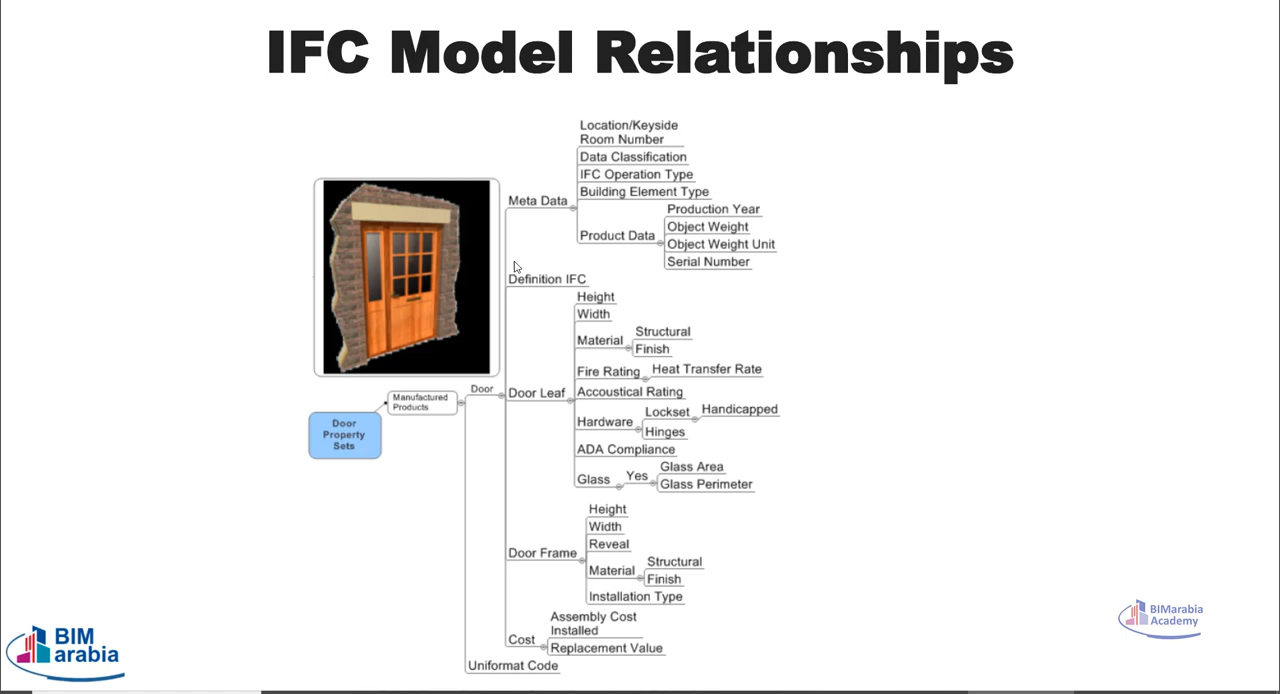 IFC Model Relationships
Location/Keyside
Room Number
Data Classification
IFC Operation Type
Building Element Type
Meta Data
Product Data
Production Year
Object Weight
Object Weight Unit
Serial Number
Definition IFC
Height
Width
Material
Structural
Finish
Fire Rating
Heat Transfer Rate
Door Leaf
Accoustical Rating
Hardware
Lockset
Handicapped
Hinges
ADA Compliance
Glass
Yes
Glass Area
Glass Perimeter
Door
Manufactured
Products
Door
Property
Sets
Height
Width
Reveal
Door Frame
Material
Structural
Finish
Installation Type
Cost
Assembly Cost
Installed
Replacement Value
Uniformat Code
BIM
arabia
BIMarabia
Academy